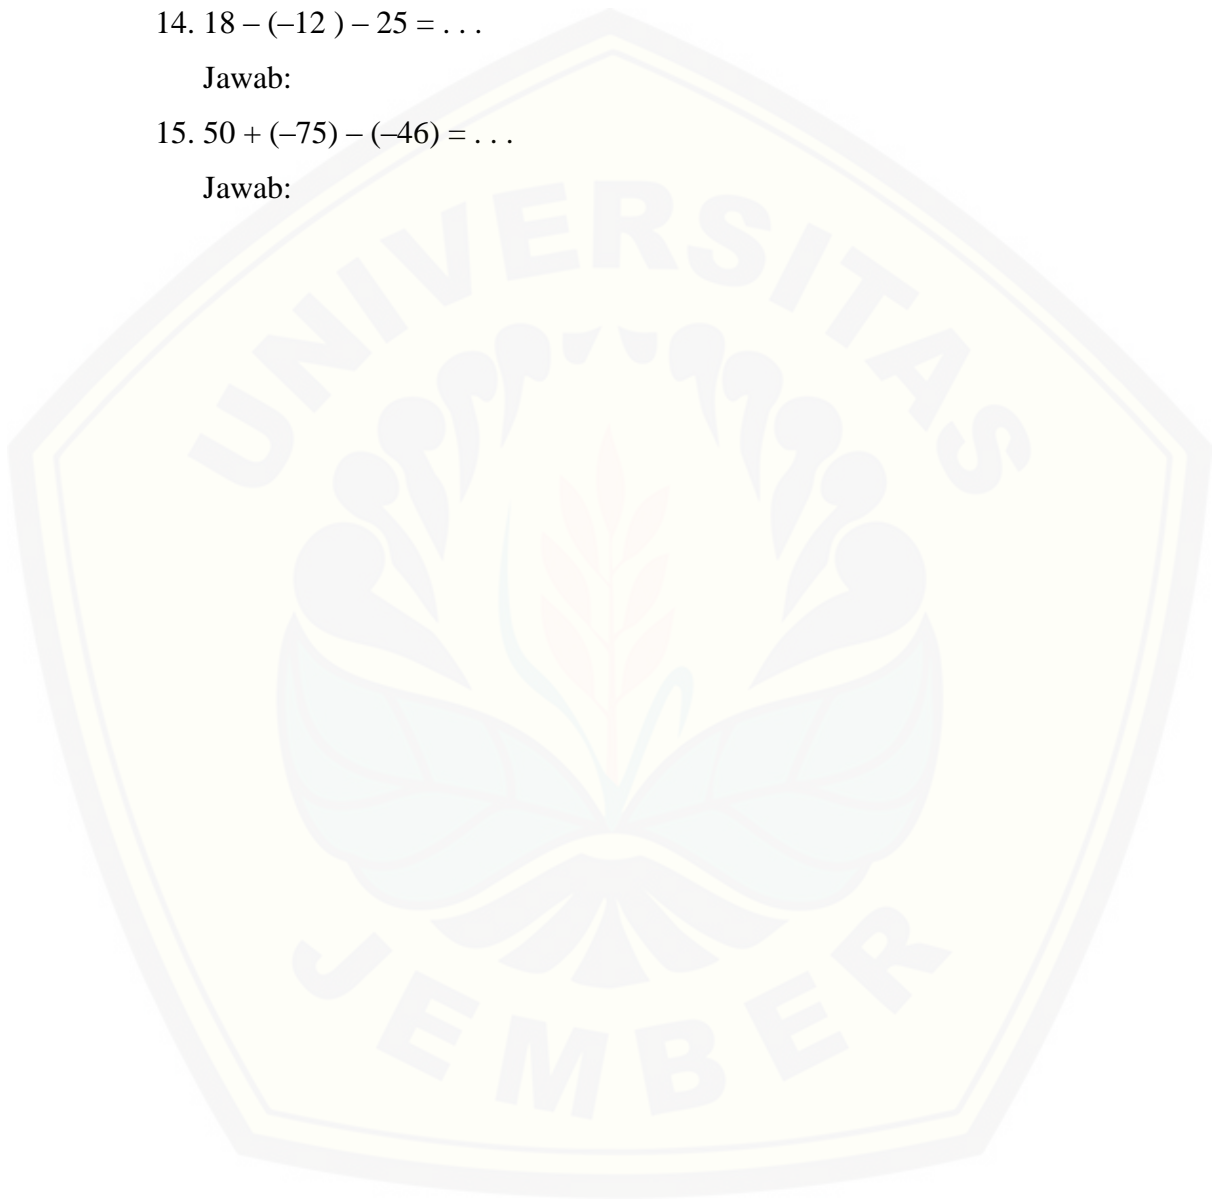 14. 18 – (–12 ) – 25 = . . .
Jawab:
15. 50 + (–75) – (–46) = . . .
Jawab:
UNIVERSITAS
JEMBER